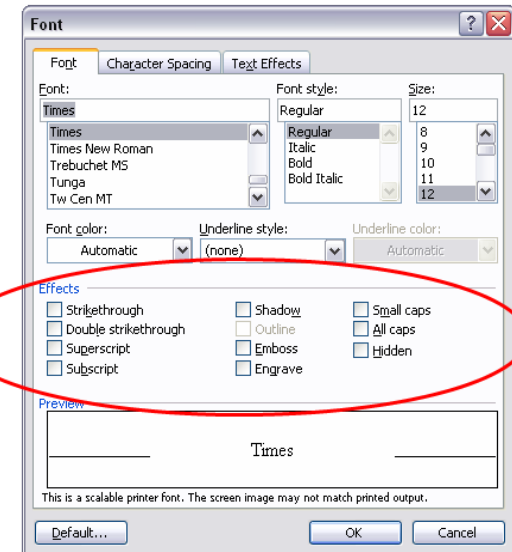 Font
Font Character Spacing Text Effects
Font: Font style: Size:
Times Regular 12
Times Regular 8
Times New Roman Italic 9
Trebuchet MS Bold 10
Tunga Bold Italic 11
Tw Cen MT 12
Font color: Underline style: Underline color:
Automatic (none) Automatic
Effects
Strikethrough Shadow Small caps
Double strikethrough Outline All caps
Superscript Emboss Hidden
Subscript Engrave
Preview
Times
This is a scalable printer font. The screen image may not match printed output.
Default... OK Cancel